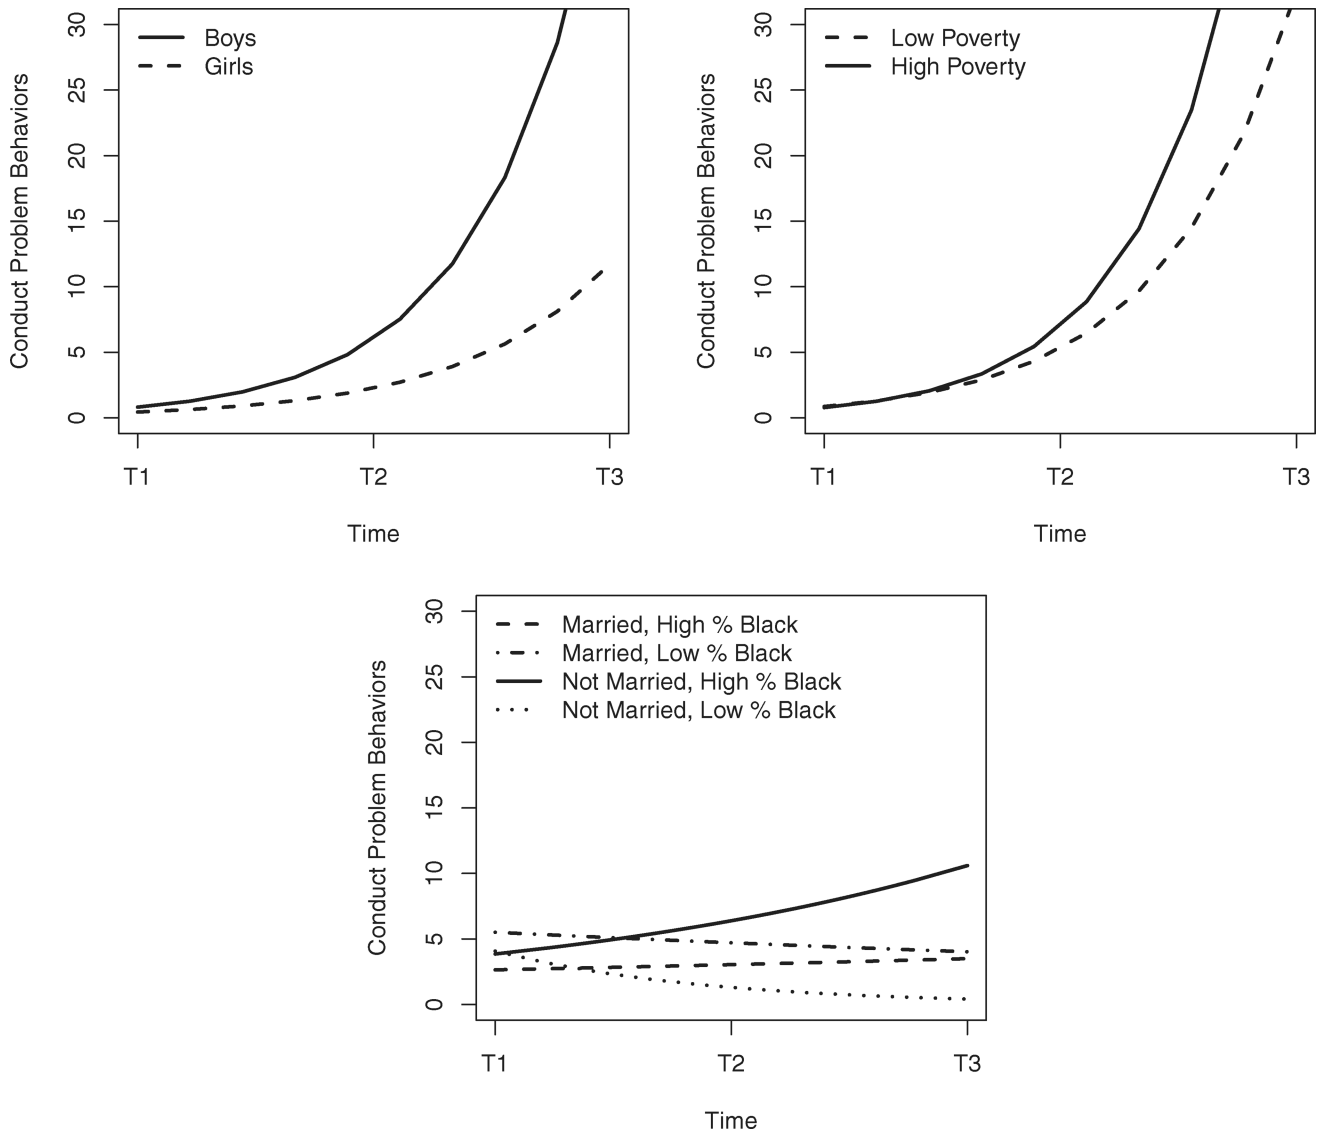 Conduct Problem Behaviors
30
25
20
15
10
5
0
Boys
Girls
T1
T2
T3
Time
Conduct Problem Behaviors
30
25
20
15
10
5
0
Low Poverty
High Poverty
T1
T2
T3
Time
Conduct Problem Behaviors
30
25
20
15
10
5
0
Married, High % Black
Married, Low % Black
Not Married, High % Black
Not Married, Low % Black
T1
T2
T3
Time